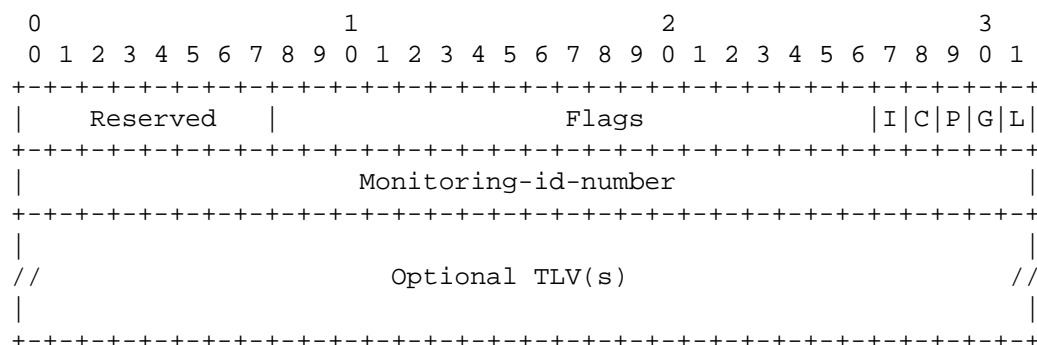 0                   1                   2                   3
 0 1 2 3 4 5 6 7 8 9 0 1 2 3 4 5 6 7 8 9 0 1 2 3 4 5 6 7 8 9 0 1
+-+-+-+-+-+-+-+-+-+-+-+-+-+-+-+-+-+-+-+-+-+-+-+-+-+-+-+-+-+-+-+-+
|    Reserved   |                  Flags              |I|C|P|G|L|
+-+-+-+-+-+-+-+-+-+-+-+-+-+-+-+-+-+-+-+-+-+-+-+-+-+-+-+-+-+-+-+-+
|                     Monitoring-id-number                      |
+-+-+-+-+-+-+-+-+-+-+-+-+-+-+-+-+-+-+-+-+-+-+-+-+-+-+-+-+-+-+-+-+
|                                                               |
//                      Optional TLV(s)                        //
|                                                               |
+-+-+-+-+-+-+-+-+-+-+-+-+-+-+-+-+-+-+-+-+-+-+-+-+-+-+-+-+-+-+-+-+